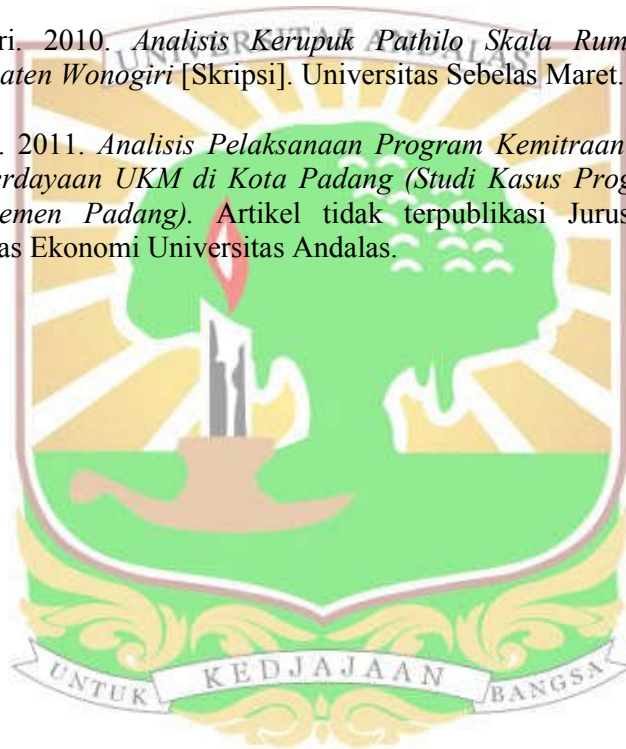 ri. 2010. Analisis Kerupuk Pathilo Skala Rum
aten Wonogiri [Skripsi]. Universitas Sebelas Maret.
. 2011. Analisis Pelaksanaan Program Kemitraan
erdayaan UKM di Kota Padang (Studi Kasus Prog
emen Padang). Artikel tidak terpublikasi Jurus
as Ekonomi Universitas Andalas.
UNIVERSITAS ANDALAS
UNTUK KEDJAJAAN BANGSA